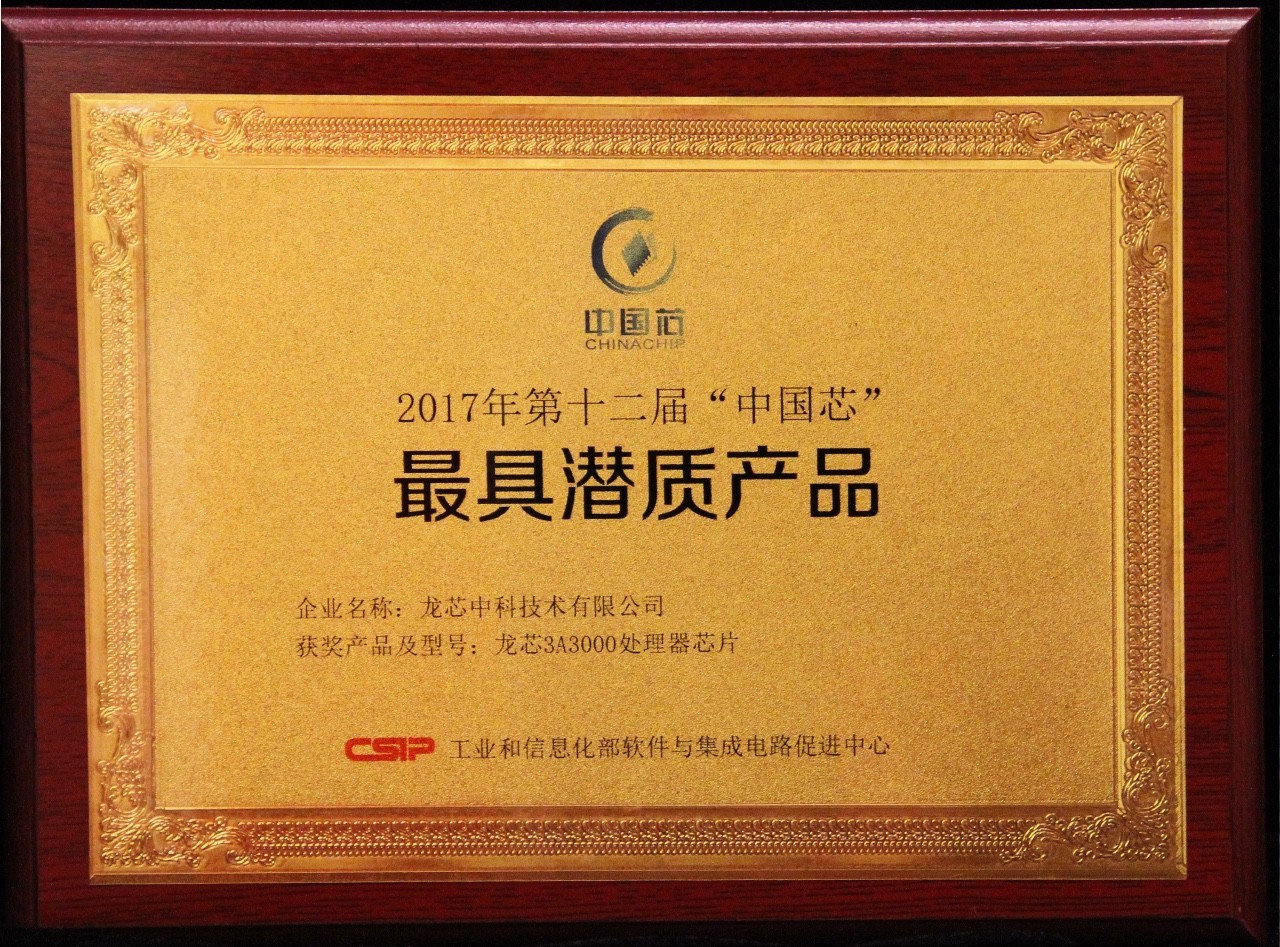 中国芯
CHINACHIP
2017年第十二届“中国芯”
最具潜质产品
企业名称：龙芯中科技术有限公司
获奖产品及型号：龙芯3A3000处理器芯片
CSIP 工业和信息化部软件与集成电路促进中心